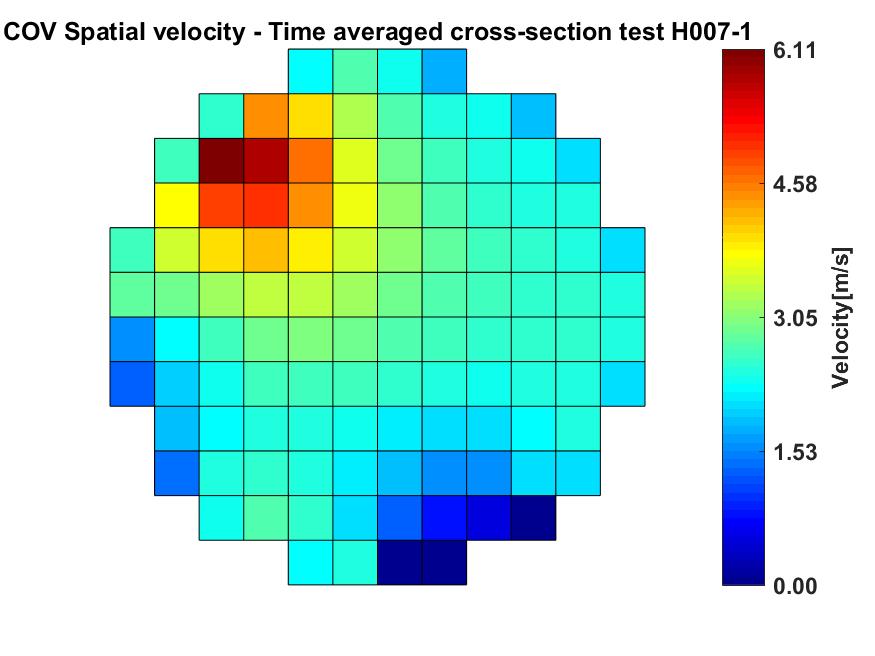 COV Spatial velocity - Time averaged cross-section test H007-1
6.11
4.58
3.05
1.53
0.00
Velocity[m/s]